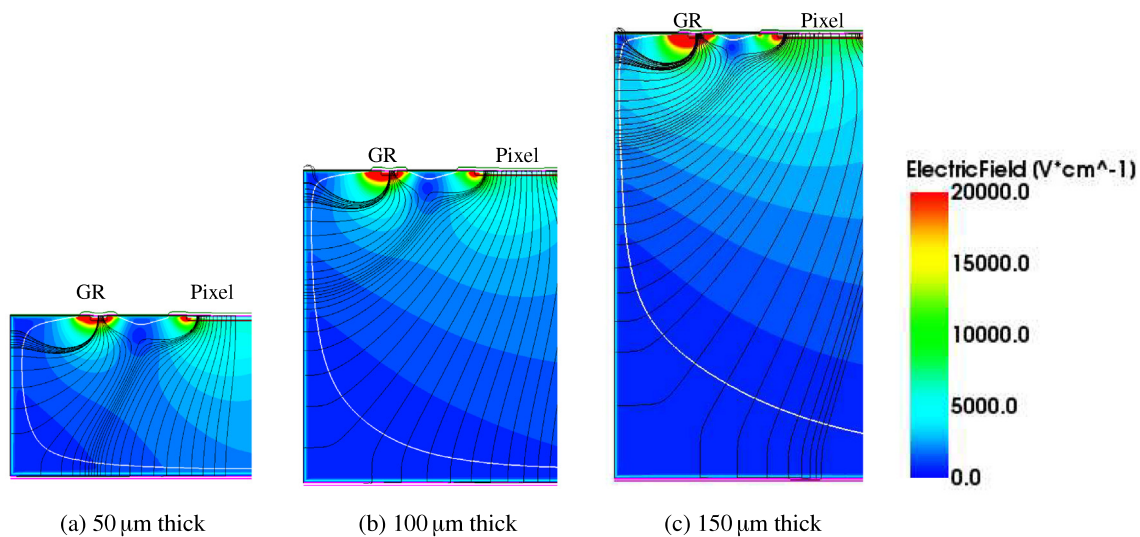 GR Pixel
GR Pixel
GR Pixel
ElectricField (V*cm^-1)
20000.0
15000.0
10000.0
5000.0
0.0
(a) 50 μm thick
(b) 100 μm thick
(c) 150 μm thick